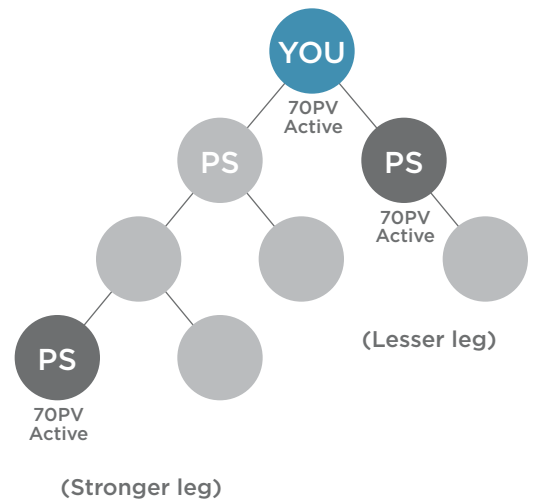 YOU
70PV
Active
PS
PS
70PV
Active
(Lesser leg)
PS
70PV
Active
(Stronger leg)